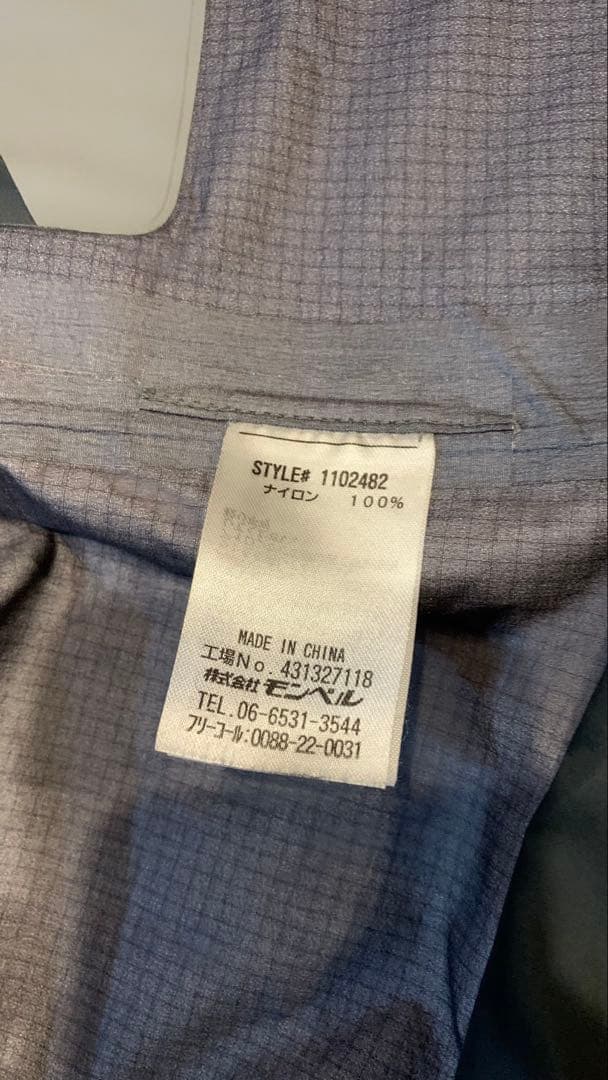 STYLE# 1102482
ナイロン 100%
MADE IN CHINA
工場No.431327118
株式会社モンベル
TEL.06-6531-3544
フリーコール:0088-22-0031